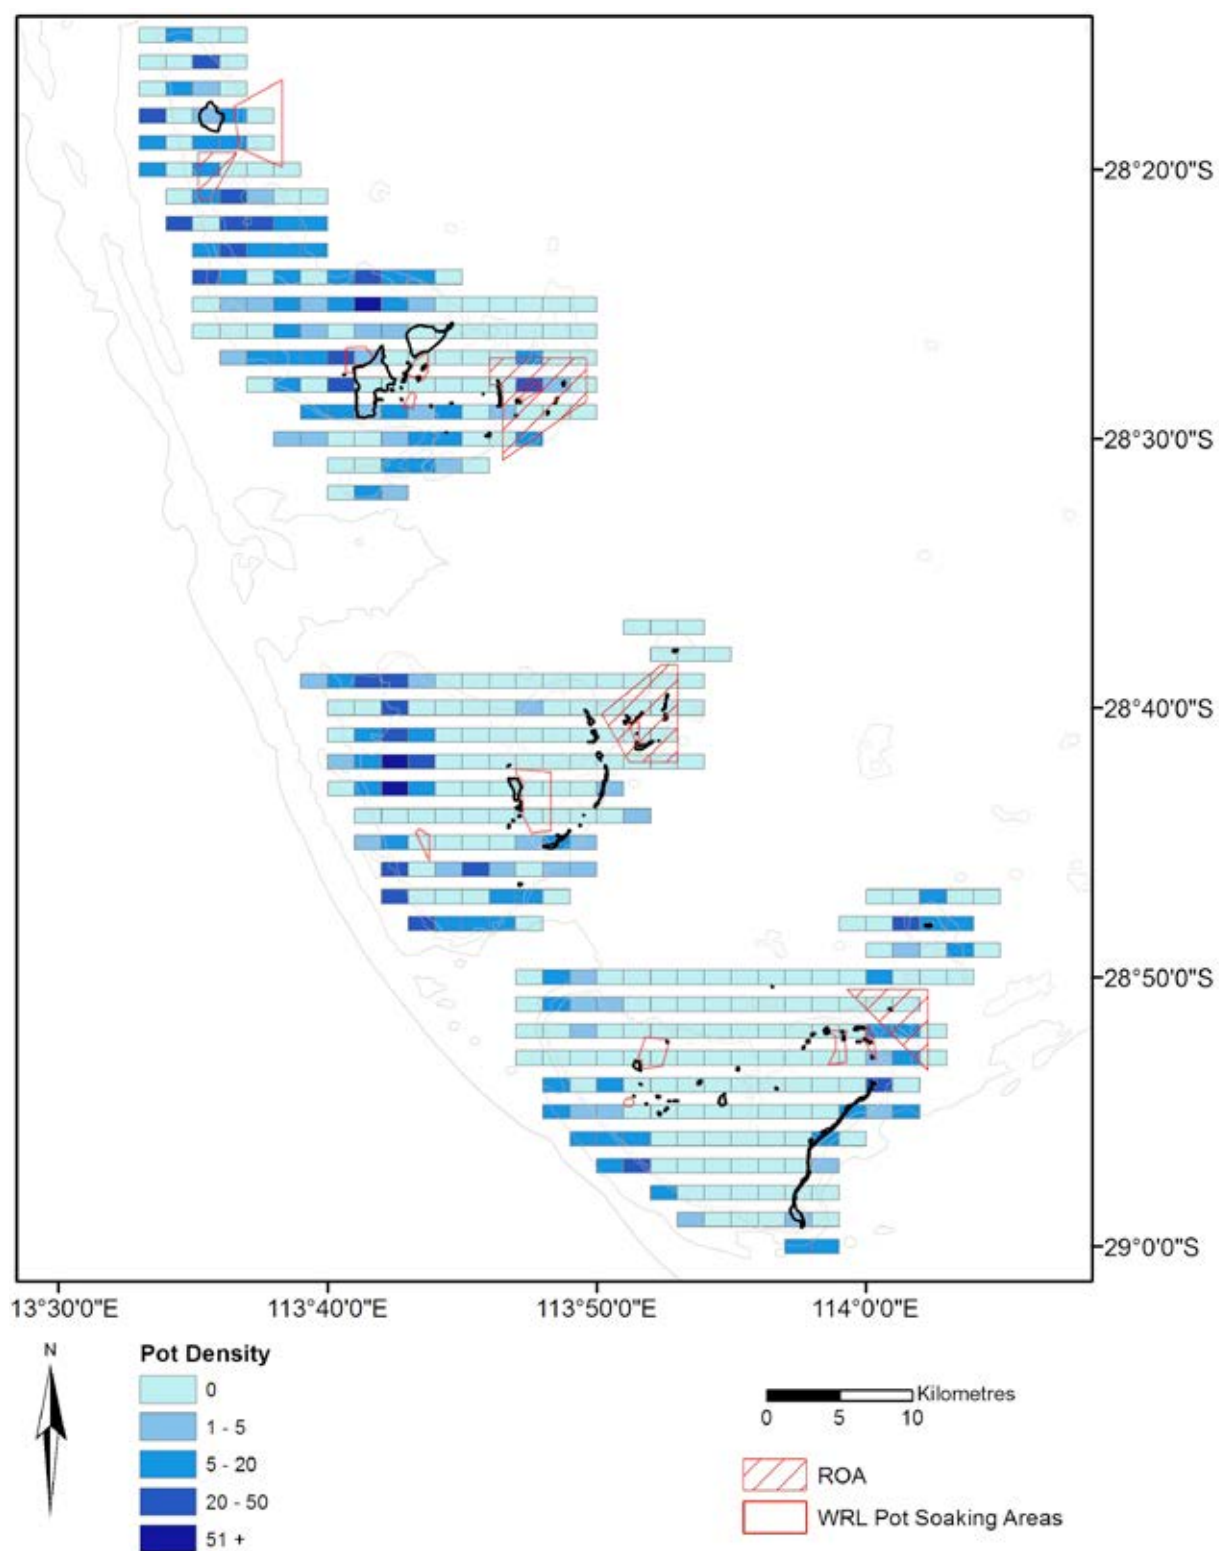 28°20'0"S
28°30'0"S
28°40'0"S
28°50'0"S
29°0'0"S
13°30'0"E 113°40'0"E 113°50'0"E 114°0'0"E
N
Pot Density
0
1 - 5
5 - 20
20 - 50
51 +
Kilometres
0 5 10
ROA
WRL Pot Soaking Areas